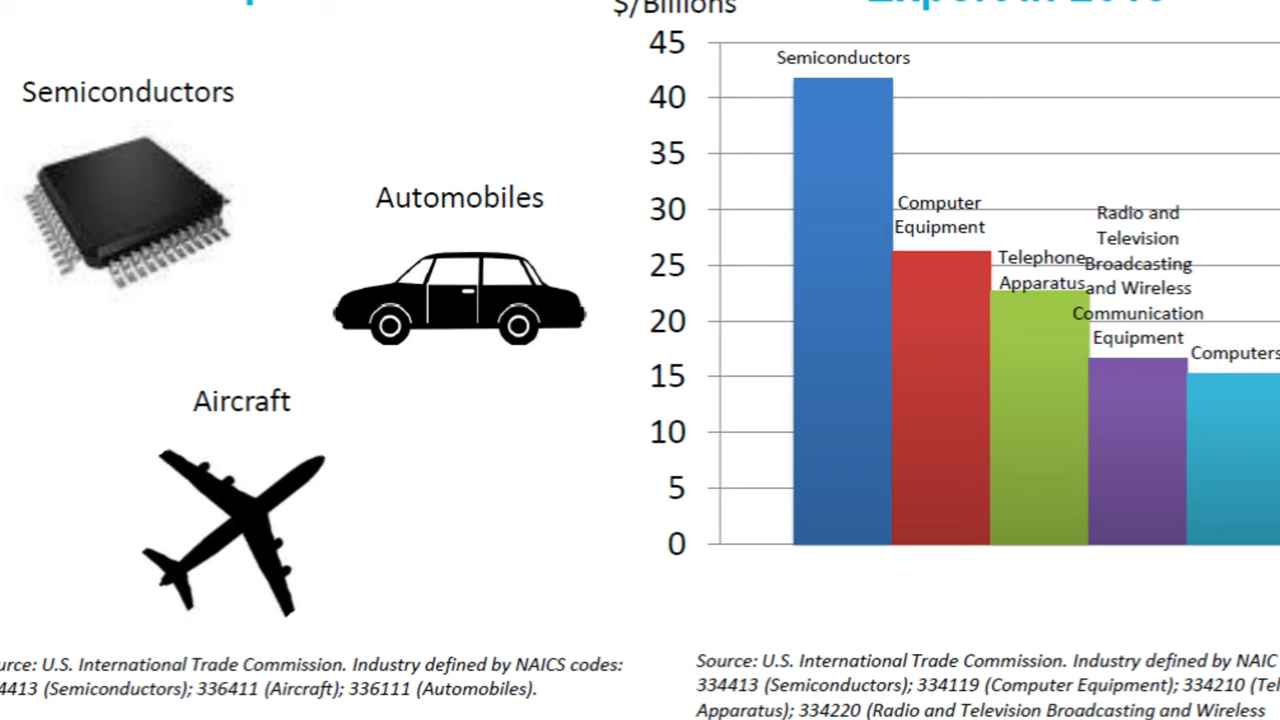 $/Billions
Semiconductors
Automobiles
Aircraft
45
40
35
30
25
20
15
10
5
0
Semiconductors
Computer
Equipment
Telephone
Apparatus
Radio and
Television
Broadcasting
and Wireless
Communication
Equipment
Computers
Source: U.S. International Trade Commission. Industry defined by NAICS codes:
4413 (Semiconductors); 336411 (Aircraft); 336111 (Automobiles).
Source: U.S. International Trade Commission. Industry defined by NAIC
334413 (Semiconductors); 334119 (Computer Equipment); 334210 (Tel
Apparatus); 334220 (Radio and Television Broadcasting and Wireless